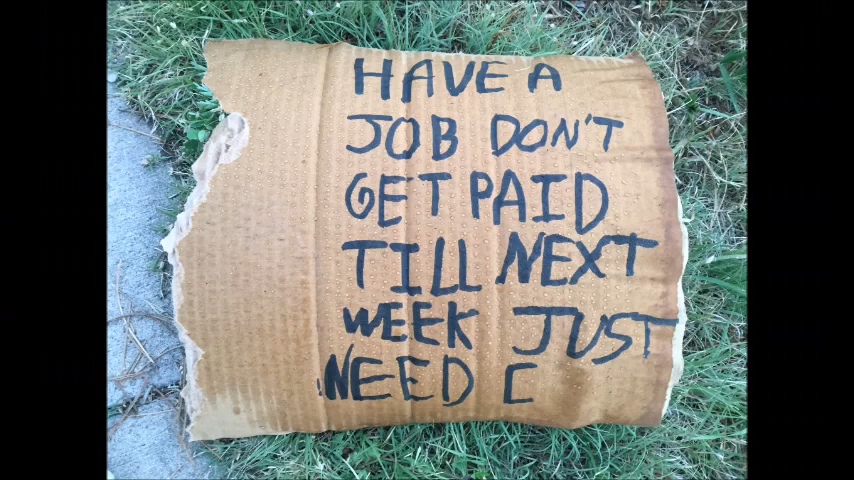 HAVE A
JOB DON'T
GET PAID
TILL NEXT
WEEK JUST
NEED C